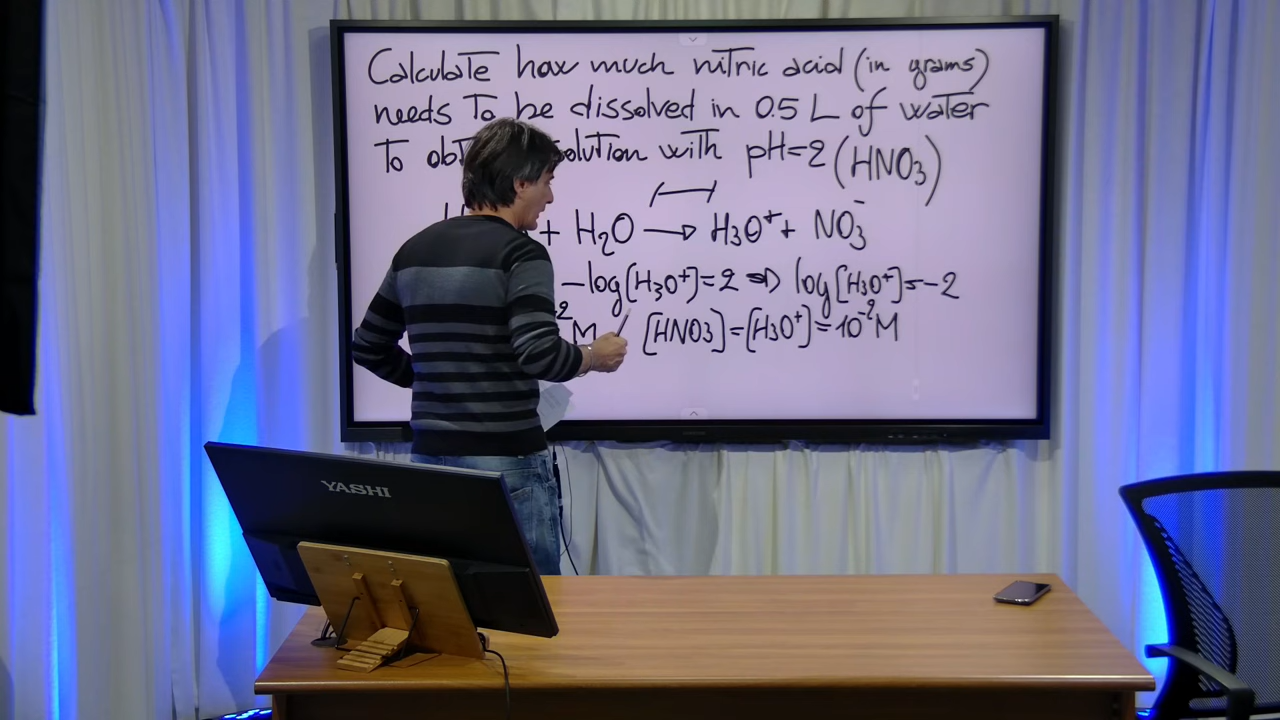 Calculate how much nitric acid (in grams)
needs to be dissolved in 0.5 L of water
to solution with pH=2 (HNO₃)
+ H₂O → H₃O⁺ + NO₃⁻
-log[H₃O⁺]=2 ⇒ log[H₃O⁺]=-2
⁻² M [HNO3]=[H₃O⁺]=10⁻²M
YASHI